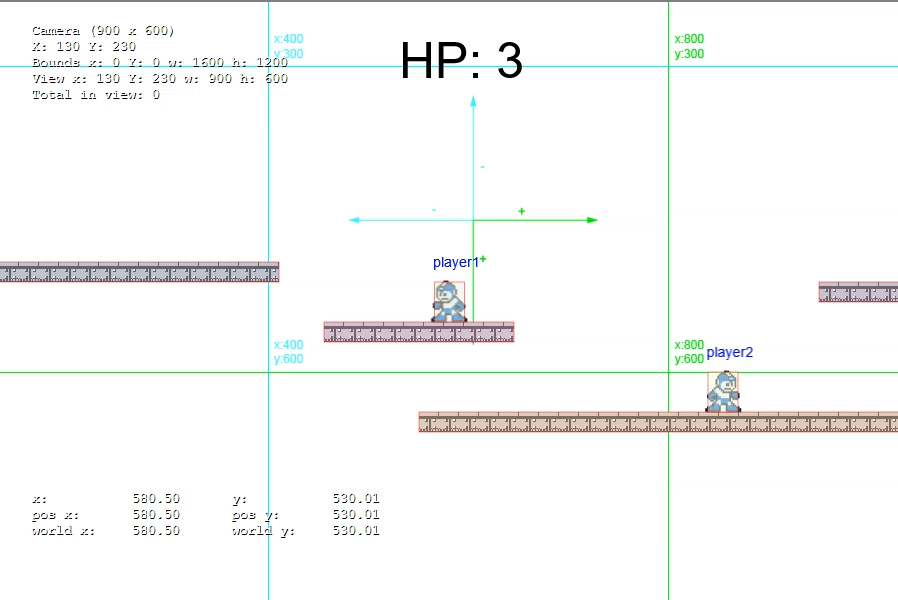 Camera (900 x 600)
X: 130 Y: 230
Bounds x: 0 Y: 0 w: 1600 h: 1200
View x: 130 Y: 230 w: 900 h: 600
Total in view: 0
x:400
y:300
HP: 3
x:800
y:300
-
-
+
+
player1
x:400
y:600
x:800
y:600
player2
x: 580.50 y: 530.01
pos x: 580.50 pos y: 530.01
world x: 580.50 world y: 530.01